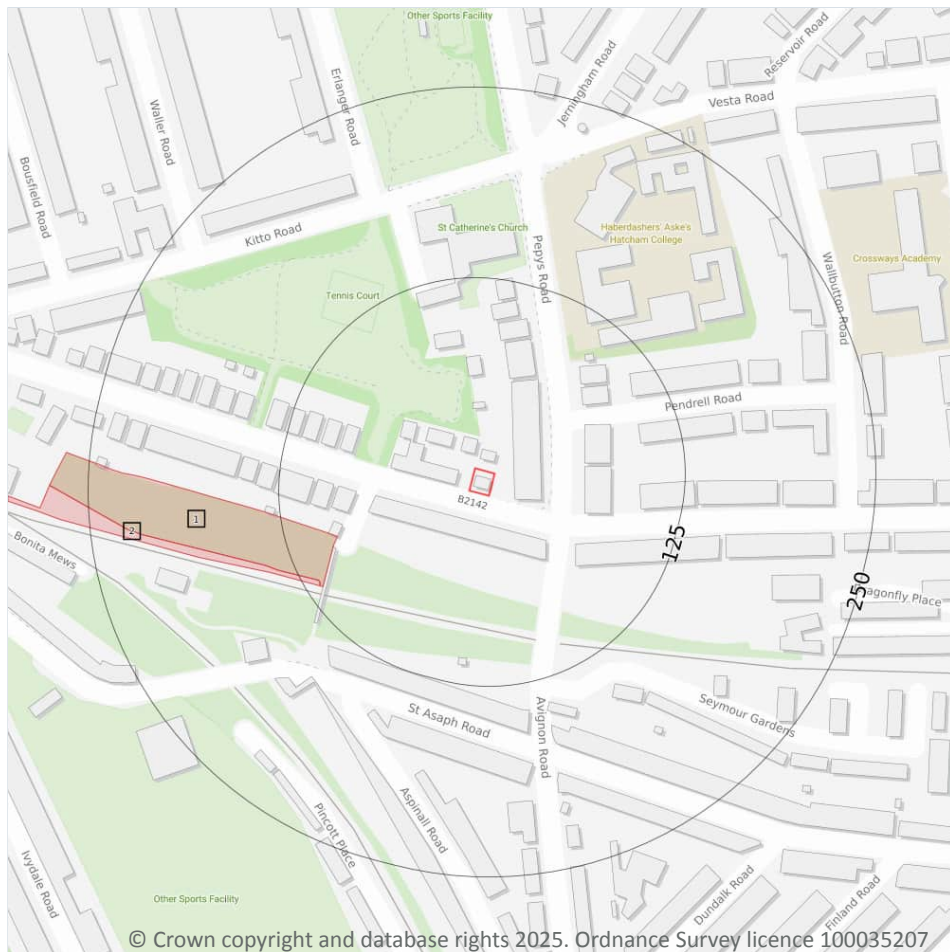 Other Sports Facility
Reservoir Road
Jerningham Road
Erlanger Road
Vesta Road
Waller Road
Bousfield Road
St Catherine's Church
Haberdashers' Aske's
Hatcham College
Kitto Road
Pepys Road
Crossways Academy
Wallbutton Road
Tennis Court
Pendrell Road
B2142
1
2
Bonita Mews
125
250
ragonfly Place
Avignon Road
Seymour Gardens
St Asaph Road
Aspinall Road
Pincott Place
Ivydale Road
Other Sports Facility
Dundalk Road
Finland Road
© Crown copyright and database rights 2025. Ordnance Survey licence 100035207